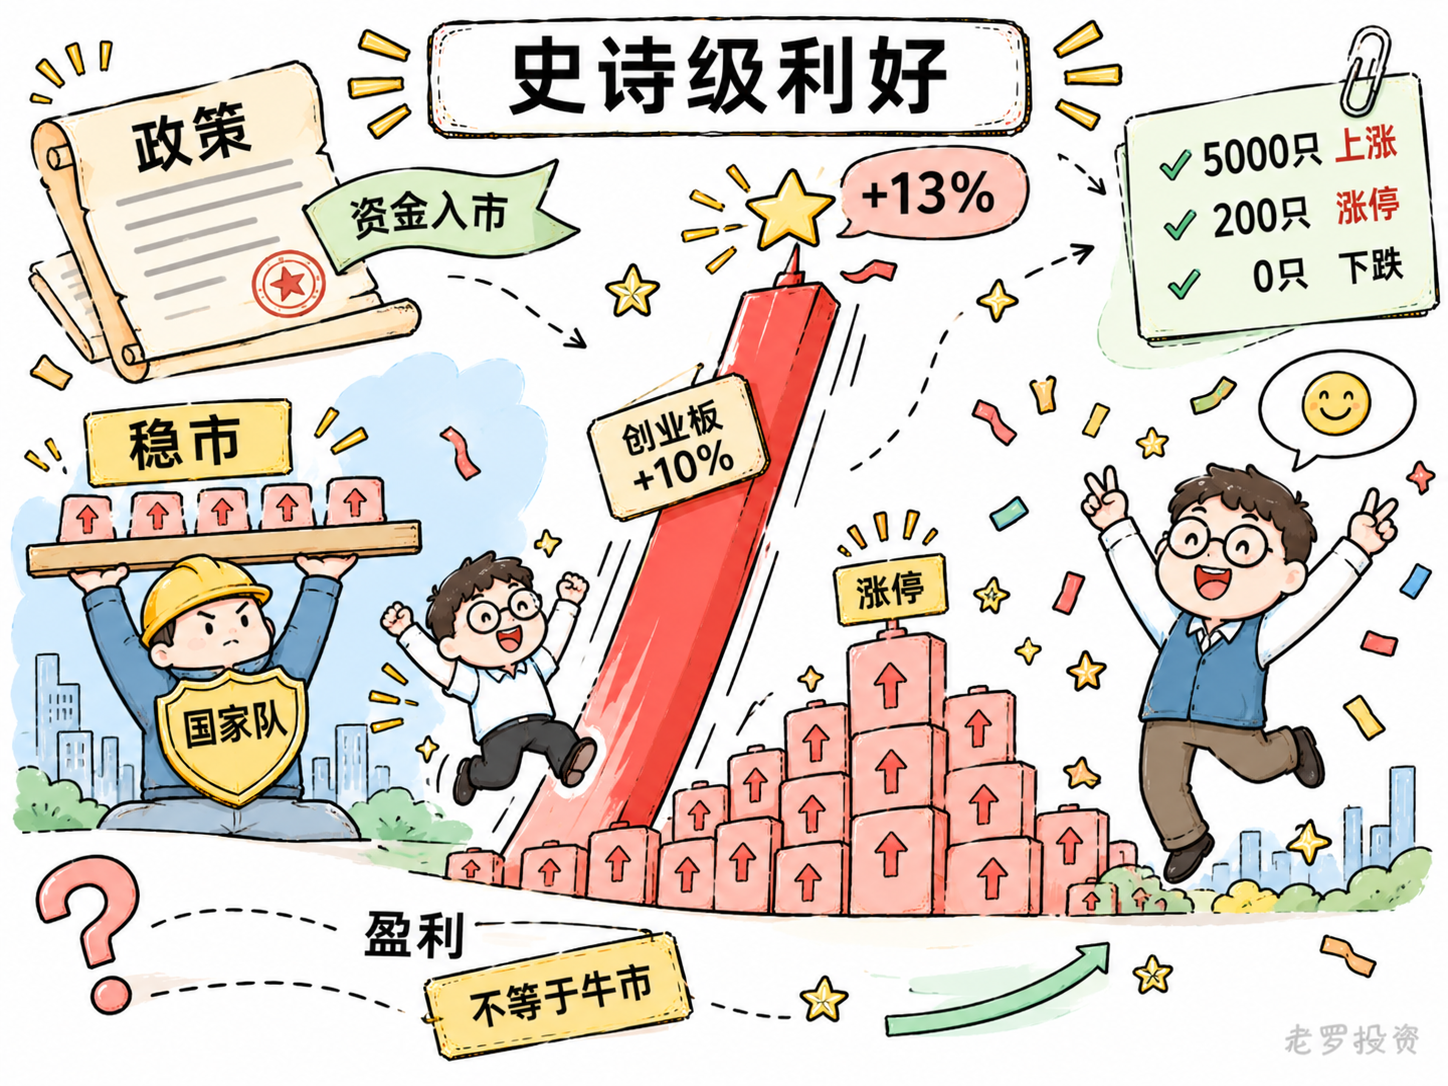 史诗级利好
政策
资金入市
+13%
5000只 上涨
200只 涨停
0只 下跌
稳市
创业板
+10%
涨停
国家队
盈利
不等于牛市
老罗投资